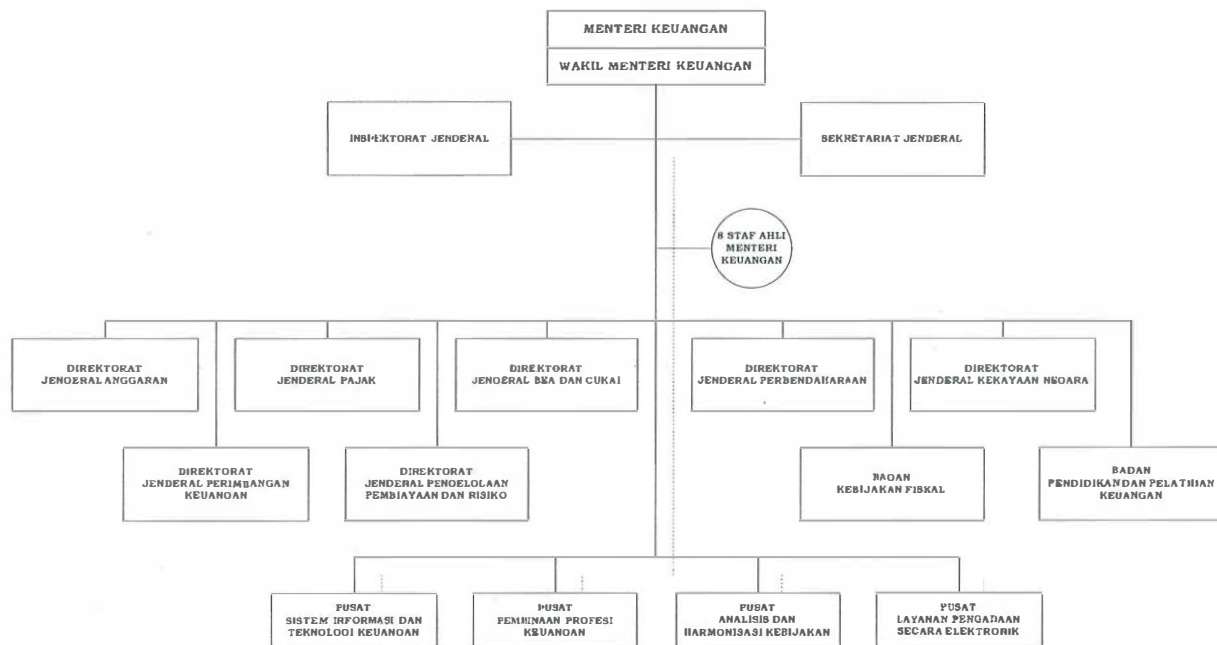 MENTERI KEUANGAN
WAKIL MENTERI KEUANGAN
INSPEKTORAT JENDERAL
SEKRETARIAT JENDERAL
8 STAF AHLI
MENTERI
KEUANGAN
DIREKTORAT
JENDERAL ANGGARAN
DIREKTORAT
JENDERAL PAJAK
DIREKTORAT
JENDERAL BEA DAN CUKAI
DIREKTORAT
JENDERAL PERBENDAHARAAN
DIREKTORAT
JENDERAL KEKAYAAN NEGARA
DIREKTORAT
JENDERAL PERIMBANGAN
KEUANGAN
DIREKTORAT
JENDERAL PENGELOLAAN
PEMBIAYAAN DAN RISIKO
BADAN
KEBIJAKAN FISKAL
BADAN
PENDIDIKAN DAN PELATIHAN
KEUANGAN
PUSAT
SISTEM INFORMASI DAN
TEKNOLOGI KEUANGAN
PUSAT
PEMBINAAN PROFESI
KEUANGAN
PUSAT
ANALISIS DAN
HARMONISASI KEBIJAKAN
PUSAT
LAYANAN PENGADAAN
SECARA ELEKTRONIK